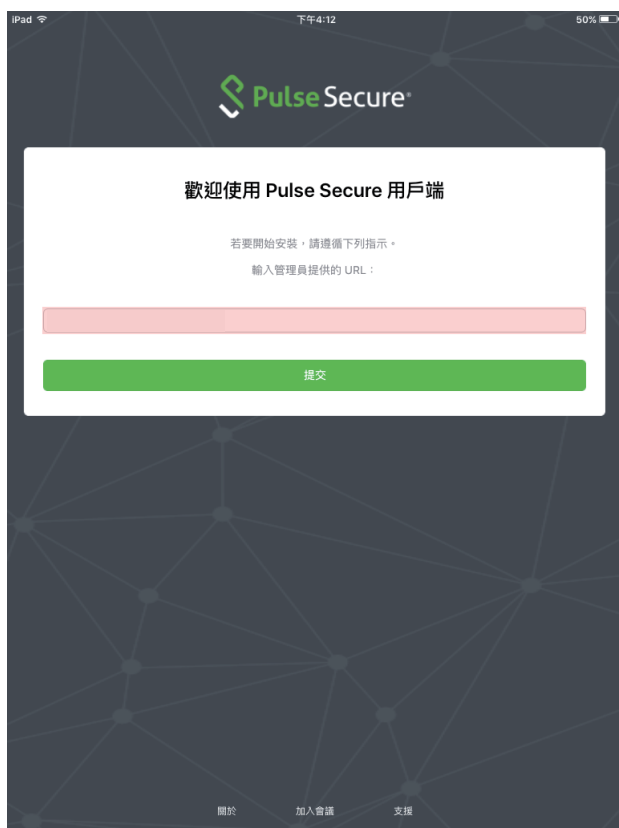 iPad 下午4:12 50%
Pulse Secure®
歡迎使用 Pulse Secure 用戶端
若要開始安裝，請遵循下列指示。
輸入管理員提供的 URL：
提交
關於 加入會議 支援